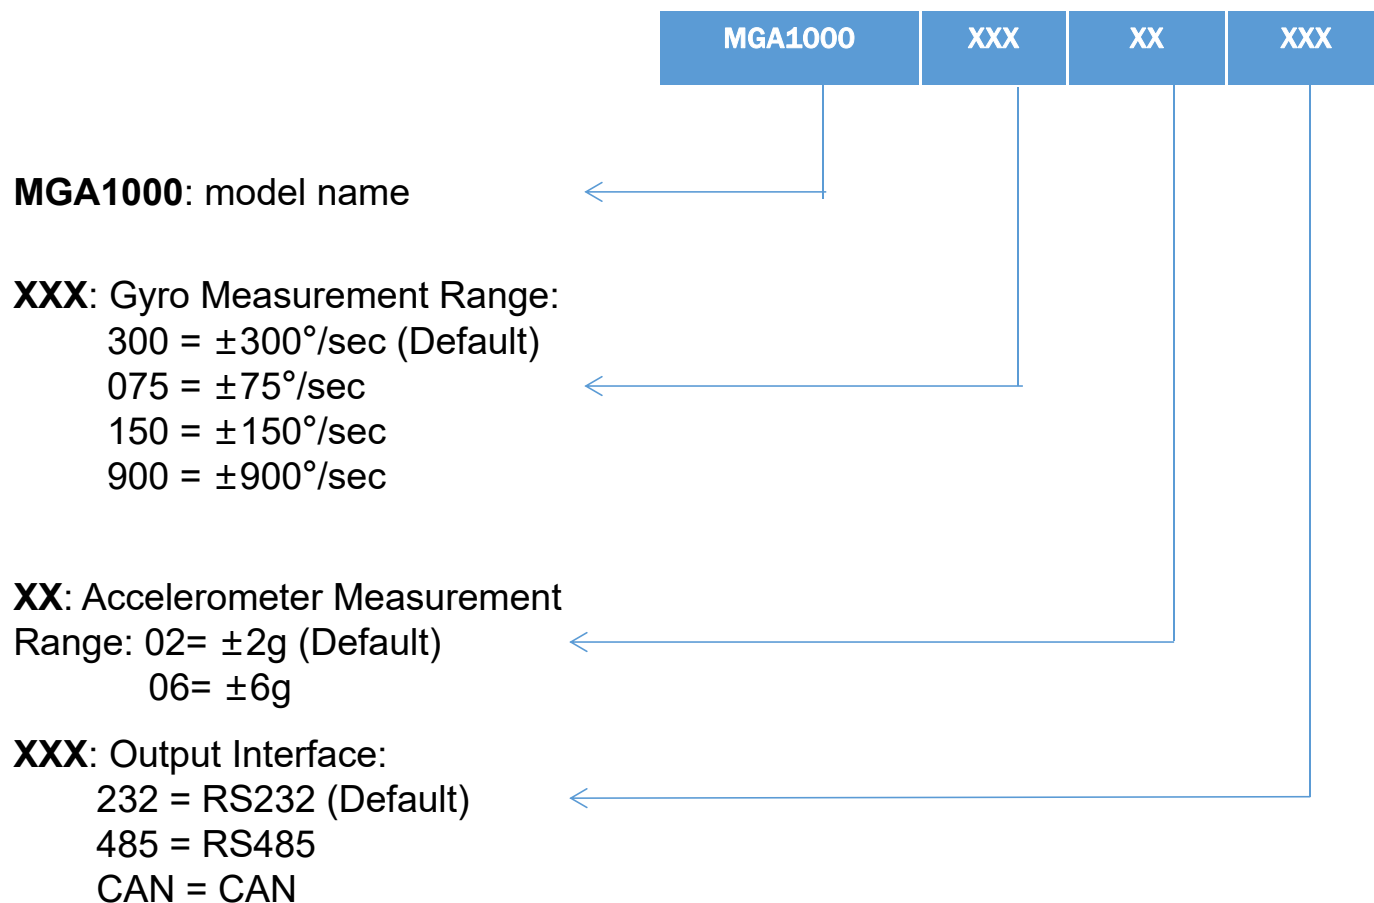 MGA1000 XXX XX XXX
MGA1000: model name
XXX: Gyro Measurement Range:
300 = ±300°/sec (Default)
075 = ±75°/sec
150 = ±150°/sec
900 = ±900°/sec
XX: Accelerometer Measurement
Range: 02= ±2g (Default)
06= ±6g
XXX: Output Interface:
232 = RS232 (Default)
485 = RS485
CAN = CAN